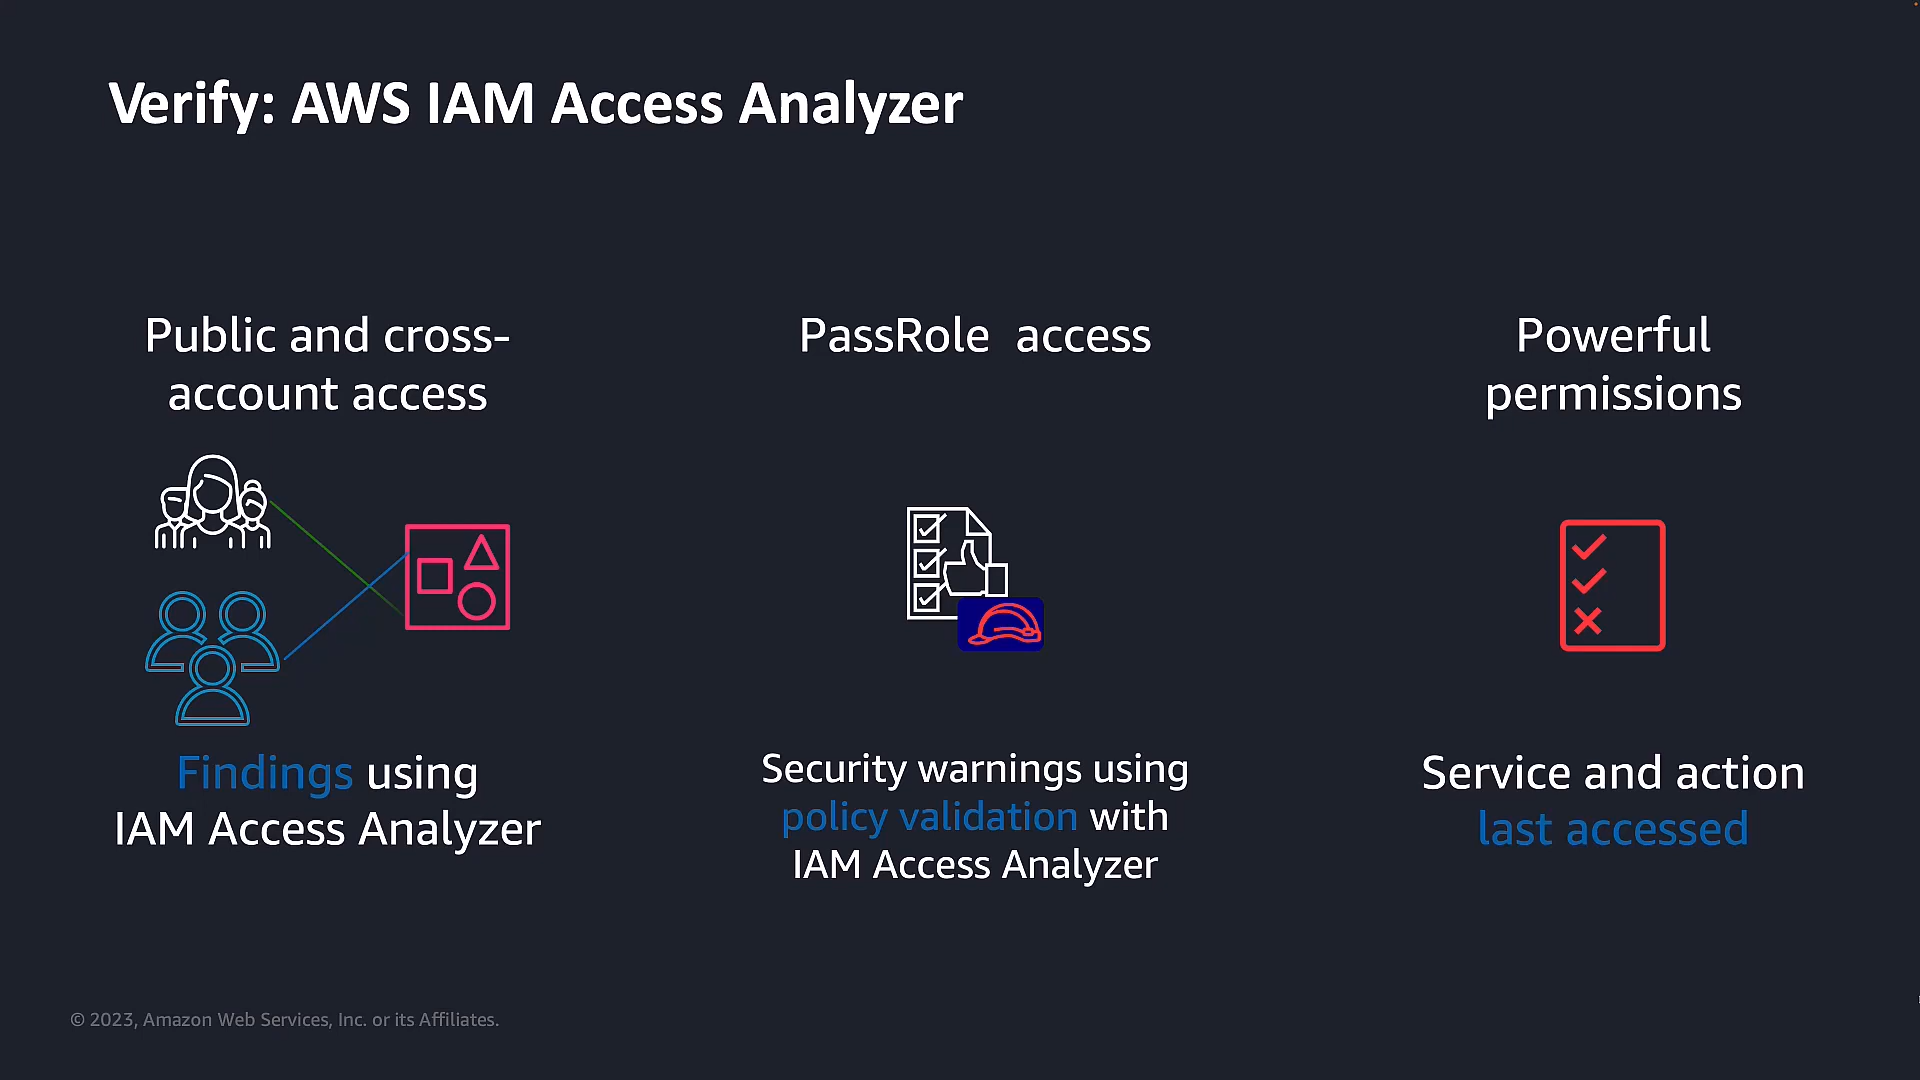 Verify: AWS IAM Access Analyzer
Public and cross-
account access
Findings using
IAM Access Analyzer
PassRole  access
Security warnings using
policy validation with
IAM Access Analyzer
Powerful
permissions
Service and action
last accessed
© 2023, Amazon Web Services, Inc. or its Affiliates.